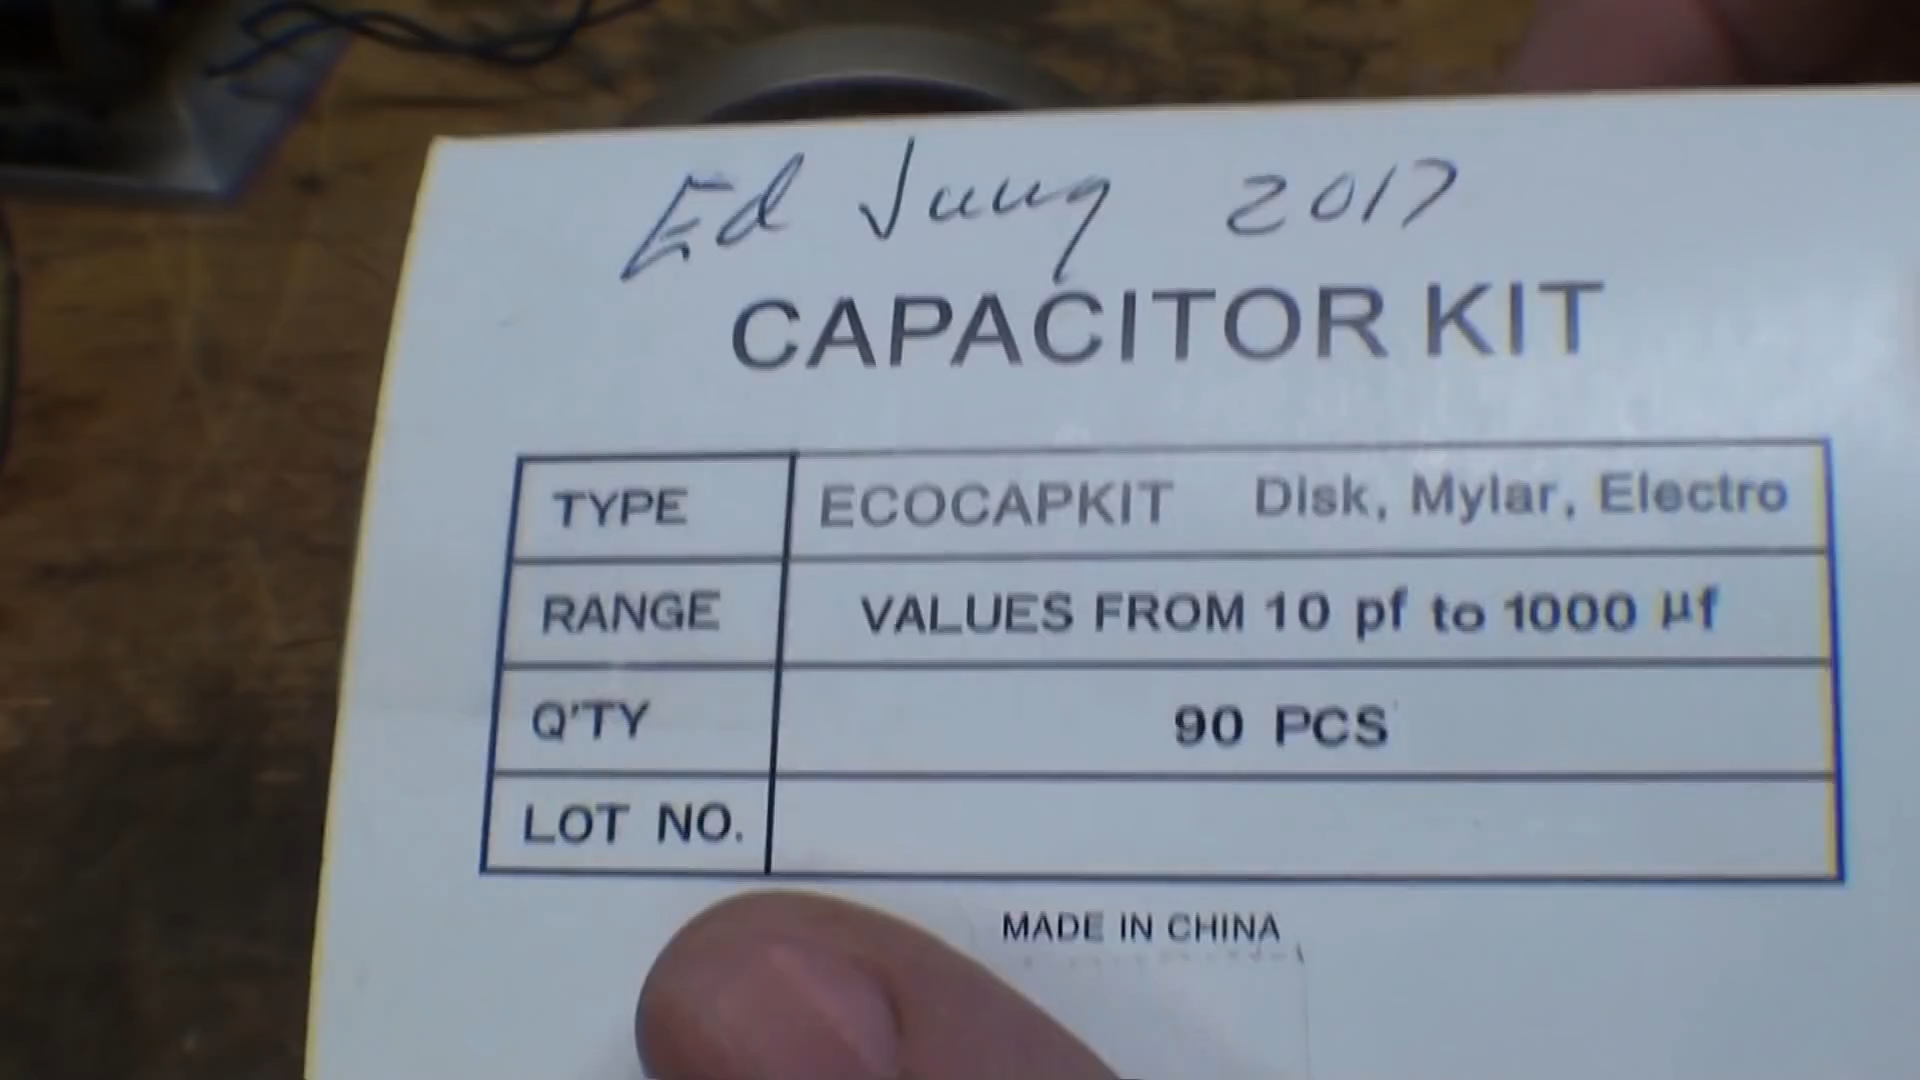 Ed Jung 2017
CAPACITOR KIT
TYPE ECOCAPKIT Disk, Mylar, Electro
RANGE VALUES FROM 10 pf to 1000 µf
Q'TY 90 PCS
LOT NO.
MADE IN CHINA